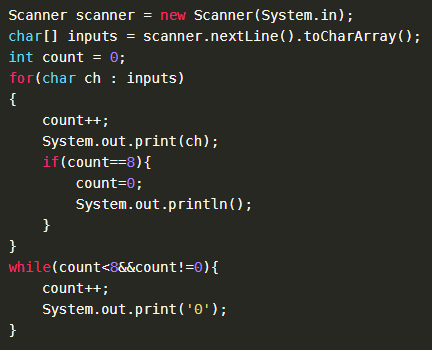 Scanner scanner = new Scanner(System.in);
char[] inputs = scanner.nextLine().toCharArray();
int count = 0;
for(char ch : inputs)
{
    count++;
    System.out.print(ch);
    if(count==8){
        count=0;
        System.out.println();
    }
}
while(count<8&&count!=0){
    count++;
    System.out.print('0');
}